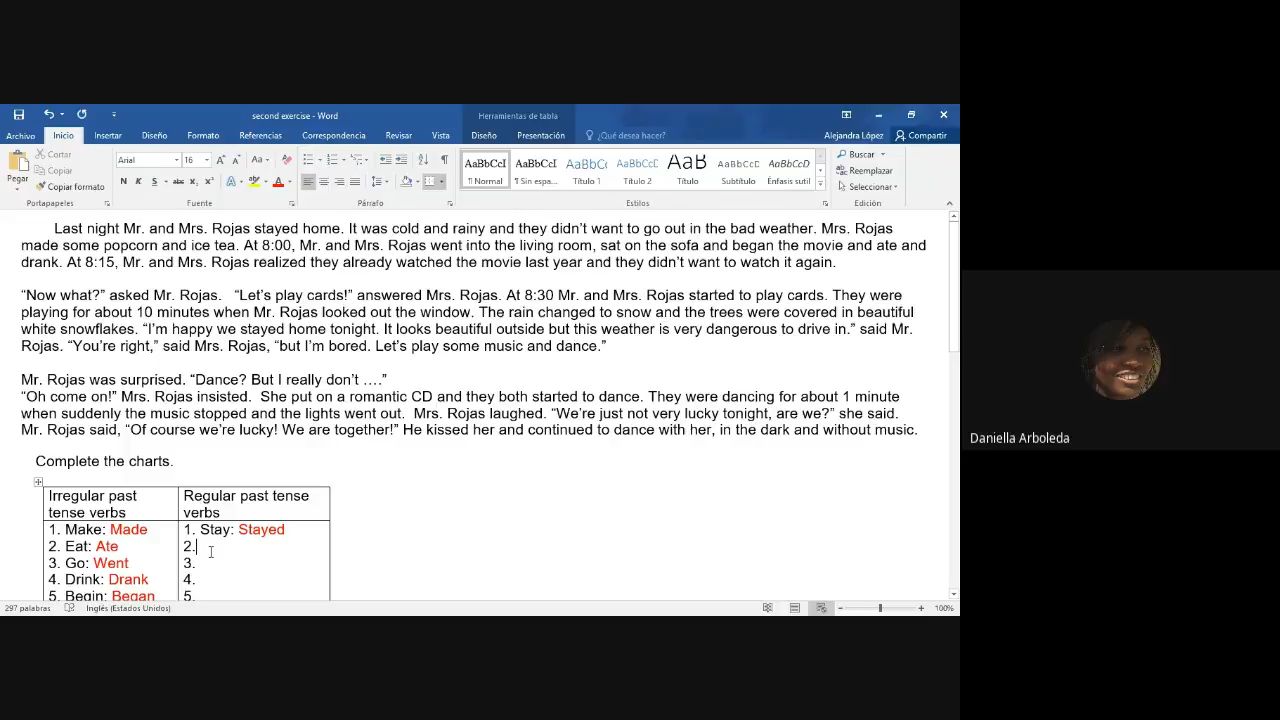 second exercise - Word
Herramientas de tabla
Archivo Inicio Insertar Diseño Formato Referencias Correspondencia Revisar Vista Diseño Presentación ¿Qué desea hacer? Alejandra López Compartir
Pegar
Cortar
Copiar
Copiar formato
Portapapeles
Arial 16
Fuente
Párrafo
AaBbCcI AaBbCcI AaBbC AaBbCcC AaB AaBbCcC AaBbCcD
¶ Normal ¶ Sin espa... Título 1 Título 2 Título Subtítulo Énfasis sutil
Estilos
Buscar
Reemplazar
Seleccionar
Edición
Last night Mr. and Mrs. Rojas stayed home. It was cold and rainy and they didn’t want to go out in the bad weather. Mrs. Rojas
made some popcorn and ice tea. At 8:00, Mr. and Mrs. Rojas went into the living room, sat on the sofa and began the movie and ate and
drank. At 8:15, Mr. and Mrs. Rojas realized they already watched the movie last year and they didn’t want to watch it again.
“Now what?” asked Mr. Rojas. “Let’s play cards!” answered Mrs. Rojas. At 8:30 Mr. and Mrs. Rojas started to play cards. They were
playing for about 10 minutes when Mr. Rojas looked out the window. The rain changed to snow and the trees were covered in beautiful
white snowflakes. “I’m happy we stayed home tonight. It looks beautiful outside but this weather is very dangerous to drive in.” said Mr.
Rojas. “You’re right,” said Mrs. Rojas, “but I’m bored. Let’s play some music and dance.”
Mr. Rojas was surprised. “Dance? But I really don’t ….”
“Oh come on!” Mrs. Rojas insisted. She put on a romantic CD and they both started to dance. They were dancing for about 1 minute
when suddenly the music stopped and the lights went out. Mrs. Rojas laughed. “We’re just not very lucky tonight, are we?” she said.
Mr. Rojas said, “Of course we’re lucky! We are together!” He kissed her and continued to dance with her, in the dark and without music.
Complete the charts.
Irregular past
tense verbs
Regular past tense
verbs
1. Make: Made
2. Eat: Ate
3. Go: Went
4. Drink: Drank
5. Begin: Began
1. Stay: Stayed
2.
3.
4.
5.
297 palabras Inglés (Estados Unidos) 100%
Daniella Arboleda